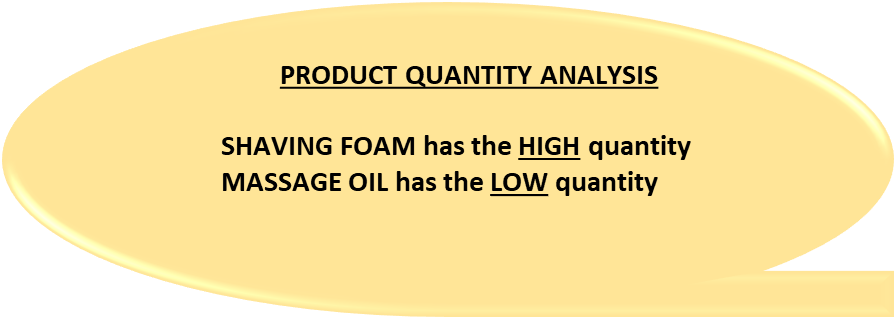 PRODUCT QUANTITY ANALYSIS
SHAVING FOAM has the HIGH quantity
MASSAGE OIL has the LOW quantity